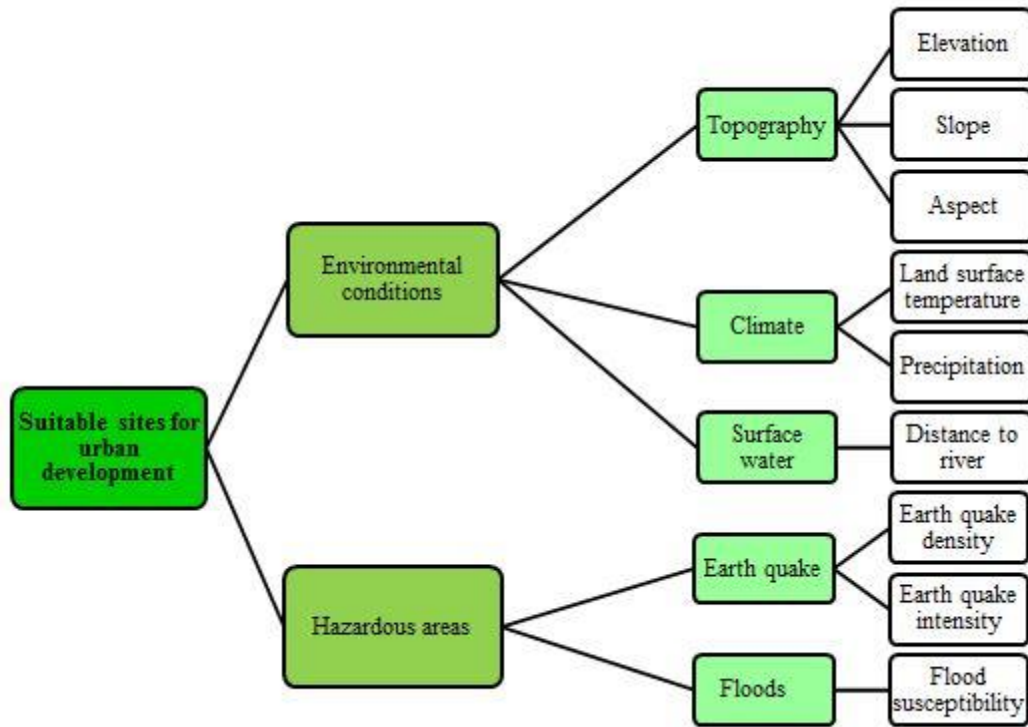 Elevation
Topography
Slope
Aspect
Environmental
conditions
Land surface
temperature
Climate
Precipitation
Suitable sites for
urban
development
Surface
water
Distance to
river
Earth quake
density
Earth quake
Hazardous areas
Earth quake
intensity
Floods
Flood
susceptibility